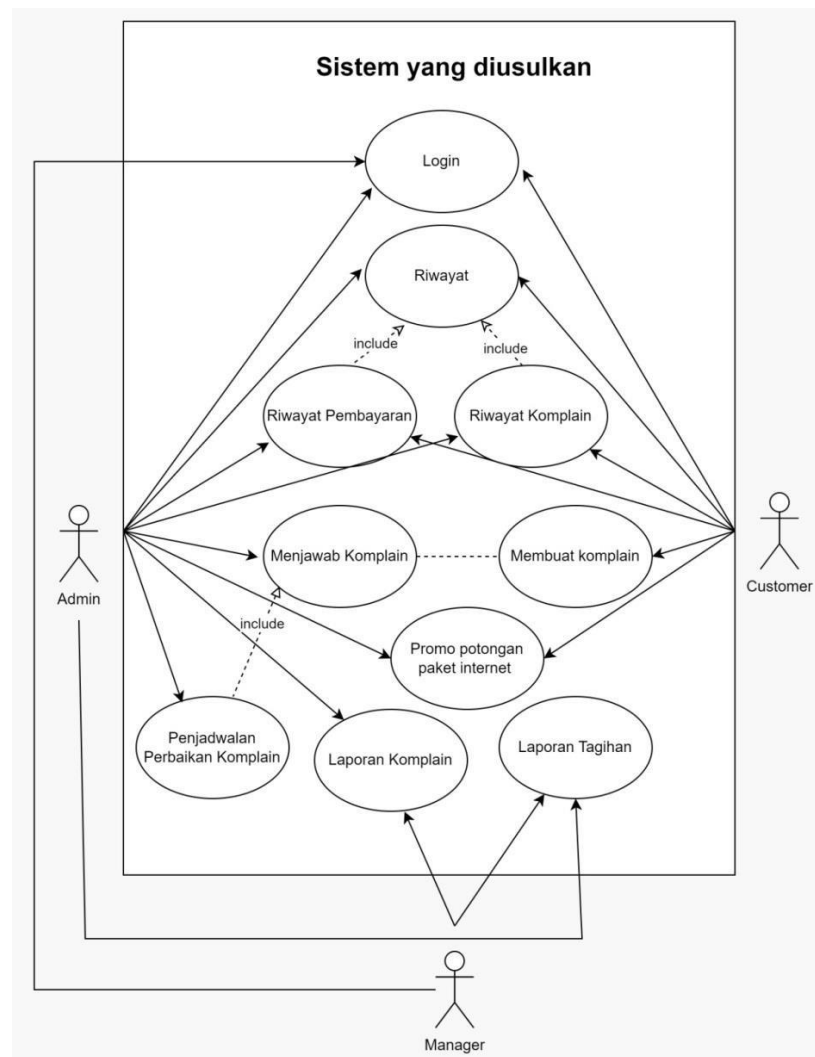 Sistem yang diusulkan
Login
Riwayat
include
include
Riwayat Pembayaran
Riwayat Komplain
Menjawab Komplain
Membuat komplain
Admin
Customer
include
Promo potongan
paket internet
Penjadwalan
Perbaikan Komplain
Laporan Komplain
Laporan Tagihan
Manager